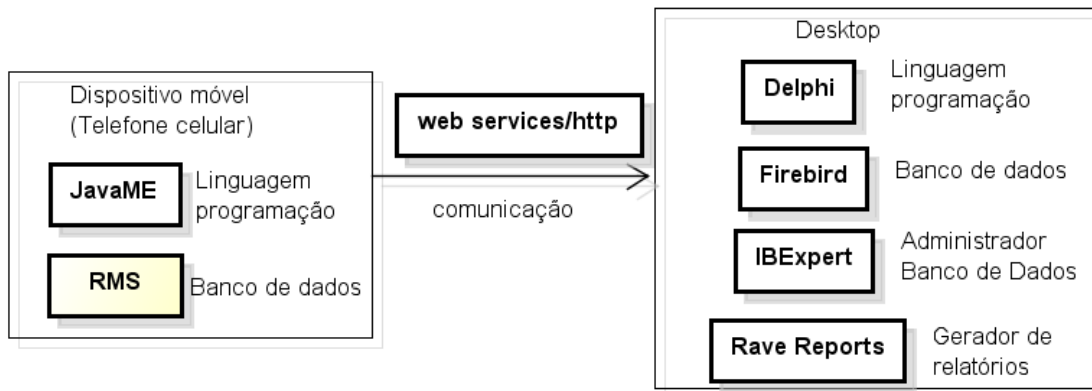 Dispositivo móvel
(Telefone celular)
JavaME
Linguagem
programação
RMS
Banco de dados
web services/http
comunicação
Desktop
Delphi
Linguagem
programação
Firebird
Banco de dados
IBExpert
Administrador
Banco de Dados
Rave Reports
Gerador de
relatórios